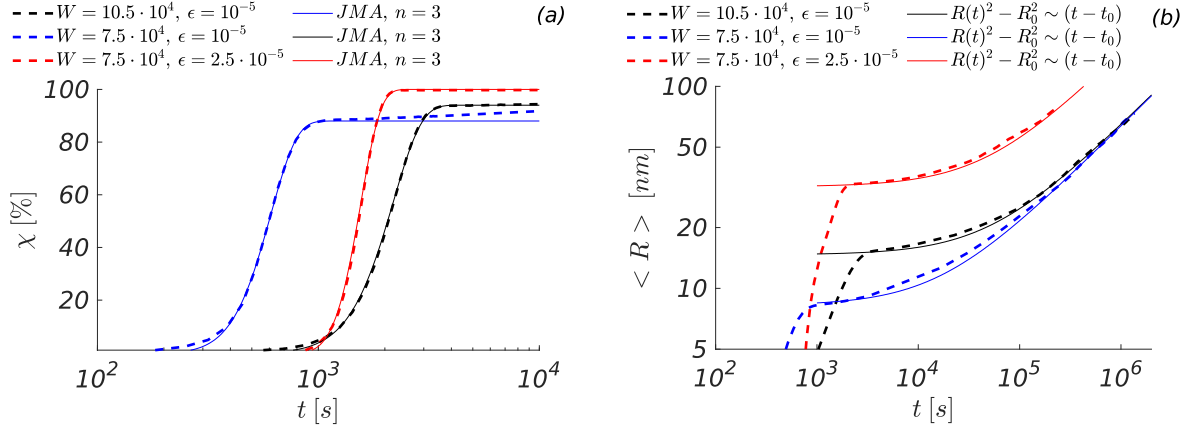 W = 10.5 · 10⁴, ϵ = 10⁻⁵ JMA, n = 3 (a)
W = 7.5 · 10⁴, ϵ = 10⁻⁵ JMA, n = 3
W = 7.5 · 10⁴, ϵ = 2.5 · 10⁻⁵ JMA, n = 3
100
80
60
40
20
χ [%]
10² 10³ 10⁴
t [s]
W = 10.5 · 10⁴, ϵ = 10⁻⁵ R(t)² − R₀² ∼ (t − t₀) (b)
W = 7.5 · 10⁴, ϵ = 10⁻⁵ R(t)² − R₀² ∼ (t − t₀)
W = 7.5 · 10⁴, ϵ = 2.5 · 10⁻⁵ R(t)² − R₀² ∼ (t − t₀)
100
50
20
10
5
< R > [nm]
10² 10³ 10⁴ 10⁵ 10⁶
t [s]